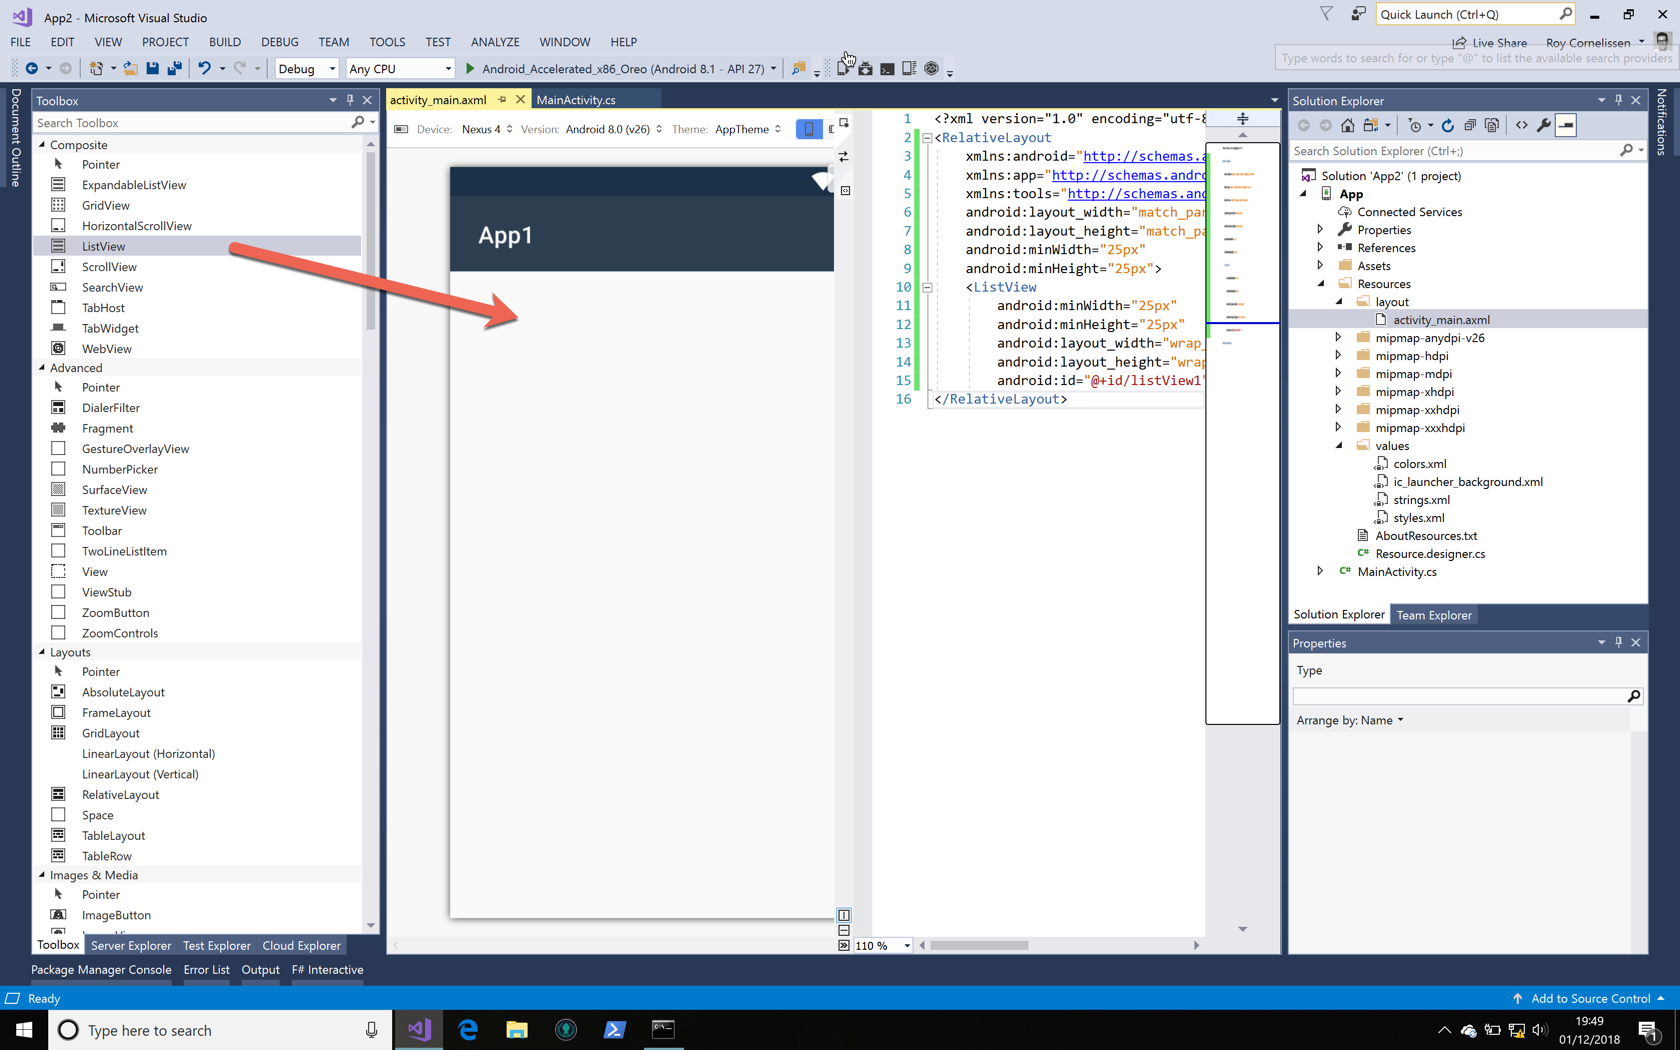 App2 - Microsoft Visual Studio
Quick Launch (Ctrl+Q)
FILE EDIT VIEW PROJECT BUILD DEBUG TEAM TOOLS TEST ANALYZE WINDOW HELP
Live Share Roy Cornelissen
Type words to search for or type "@" to list the available search providers
Debug Any CPU Android_Accelerated_x86_Oreo (Android 8.1 - API 27)
Document Outline
Toolbox
Search Toolbox
Composite
Pointer
ExpandableListView
GridView
HorizontalScrollView
ListView
ScrollView
SearchView
TabHost
TabWidget
WebView
Advanced
Pointer
DialerFilter
Fragment
GestureOverlayView
NumberPicker
SurfaceView
TextureView
Toolbar
TwoLineListItem
View
ViewStub
ZoomButton
ZoomControls
Layouts
Pointer
AbsoluteLayout
FrameLayout
GridLayout
LinearLayout (Horizontal)
LinearLayout (Vertical)
RelativeLayout
Space
TableLayout
TableRow
Images & Media
Pointer
ImageButton
Toolbox Server Explorer Test Explorer Cloud Explorer
activity_main.axml MainActivity.cs
Device: Nexus 4 Version: Android 8.0 (v26) Theme: AppTheme
App1
1 <?xml version="1.0" encoding="utf-8
2 <RelativeLayout
3 xmlns:android="http://schemas.a
4 xmlns:app="http://schemas.andro
5 xmlns:tools="http://schemas.and
6 android:layout_width="match_par
7 android:layout_height="match_pa
8 android:minWidth="25px"
9 android:minHeight="25px">
10 <ListView
11 android:minWidth="25px"
12 android:minHeight="25px"
13 android:layout_width="wrap_
14 android:layout_height="wrap
15 android:id="@+id/listView1"
16 </RelativeLayout>
110 %
Solution Explorer
Search Solution Explorer (Ctrl+;)
Solution 'App2' (1 project)
App
Connected Services
Properties
References
Assets
Resources
layout
activity_main.axml
mipmap-anydpi-v26
mipmap-hdpi
mipmap-mdpi
mipmap-xhdpi
mipmap-xxhdpi
mipmap-xxxhdpi
values
colors.xml
ic_launcher_background.xml
strings.xml
styles.xml
AboutResources.txt
C# Resource.designer.cs
C# MainActivity.cs
Solution Explorer Team Explorer
Properties
Type
Arrange by: Name
Notifications
Package Manager Console Error List Output F# Interactive
Ready
Add to Source Control
Type here to search
19:49
01/12/2018
1